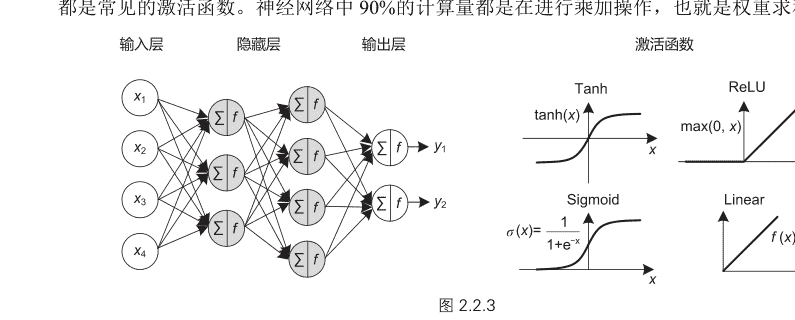 都是常见的激活函数。神经网络中 90%的计算量都是在进行乘加操作，也就是权重求
输入层 隐藏层 输出层 激活函数
Tanh
tanh(x)
x
ReLU
max(0, x)
x1
x2
x3
x4
∑ f
∑ f
∑ f
∑ f
∑ f
∑ f
∑ f
∑ f
∑ f
y1
y2
Sigmoid
σ(x)= 1
1+e-x
x
Linear
f(x)
图 2.2.3